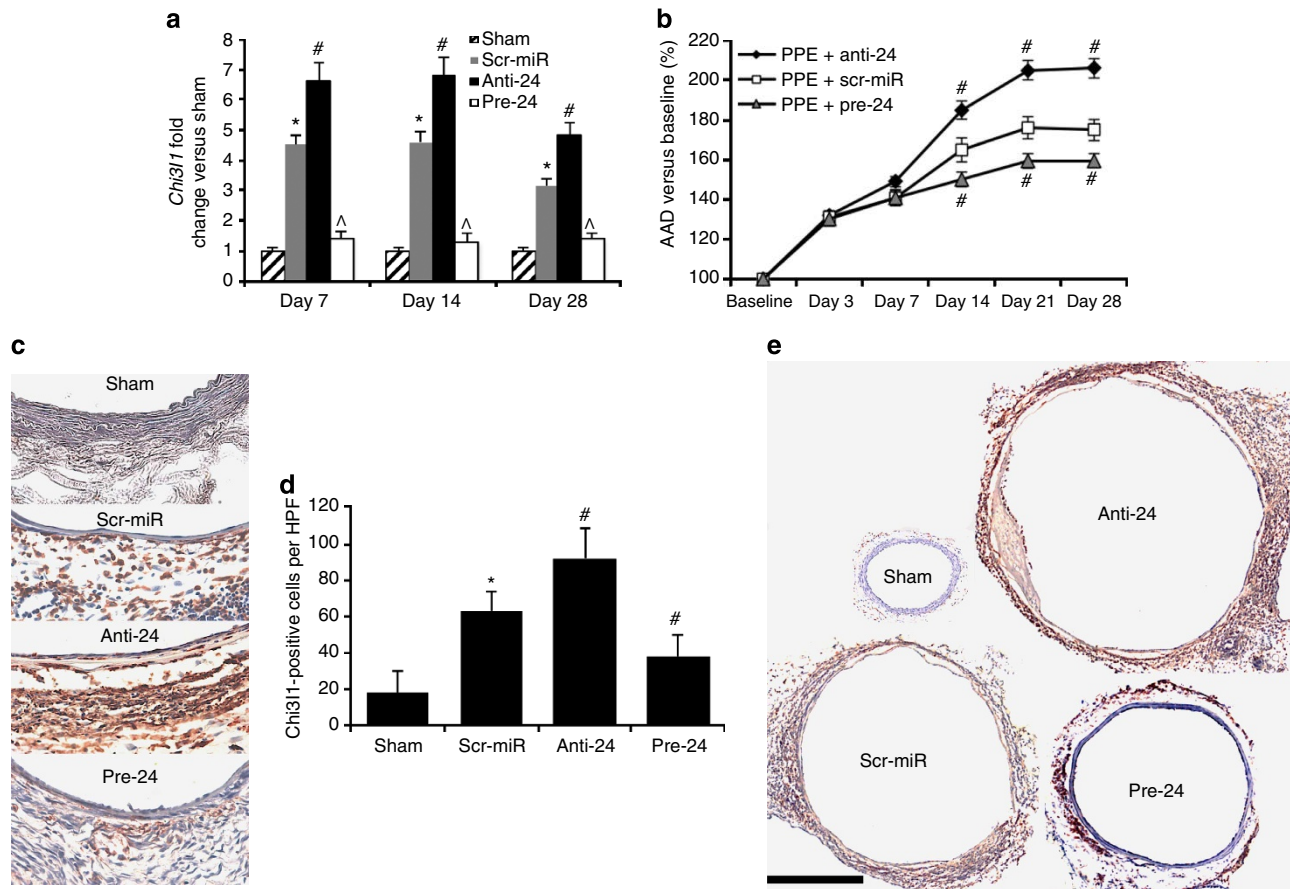 a
Chi3l1 fold
change versus sham
8
7
6
5
4
3
2
1
0
Sham
Scr-miR
Anti-24
Pre-24
* # ^
* # ^
* # ^
Day 7 Day 14 Day 28
b
AAD versus baseline (%)
220
200
180
160
130
120
100
PPE + anti-24
PPE + scr-miR
PPE + pre-24
# # #
# # #
Baseline Day 3 Day 7 Day 14 Day 21 Day 28
c
Sham
Scr-miR
Anti-24
Pre-24
d
Chi3l1-positive cells per HPF
120
100
80
60
40
20
0
* # #
Sham Scr-miR Anti-24 Pre-24
e
Anti-24
Sham
Scr-miR
Pre-24